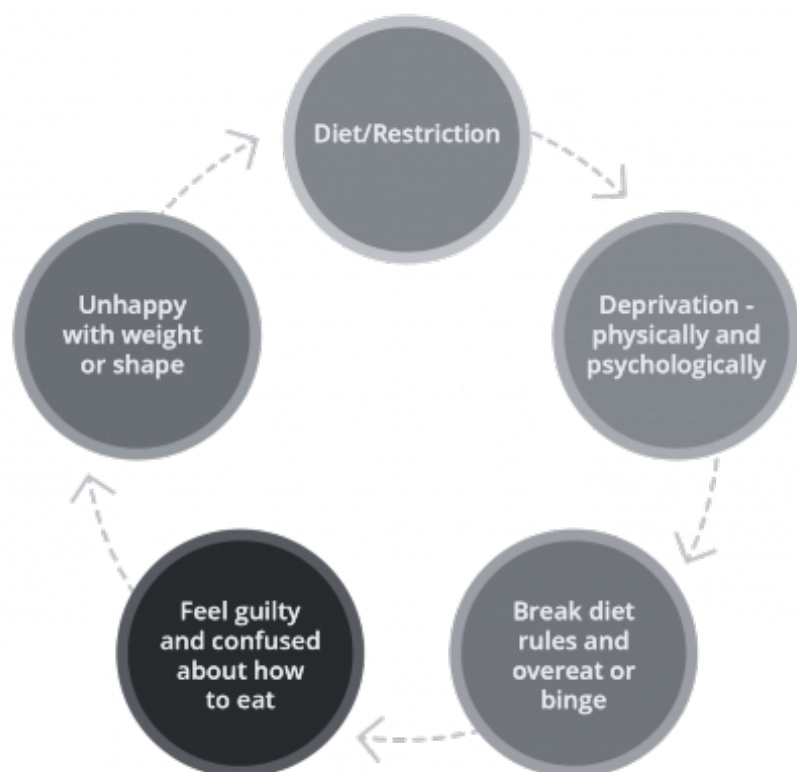 Diet/Restriction
Deprivation -
physically and
psychologically
Break diet
rules and
overeat or
binge
Feel guilty
and confused
about how
to eat
Unhappy
with weight
or shape